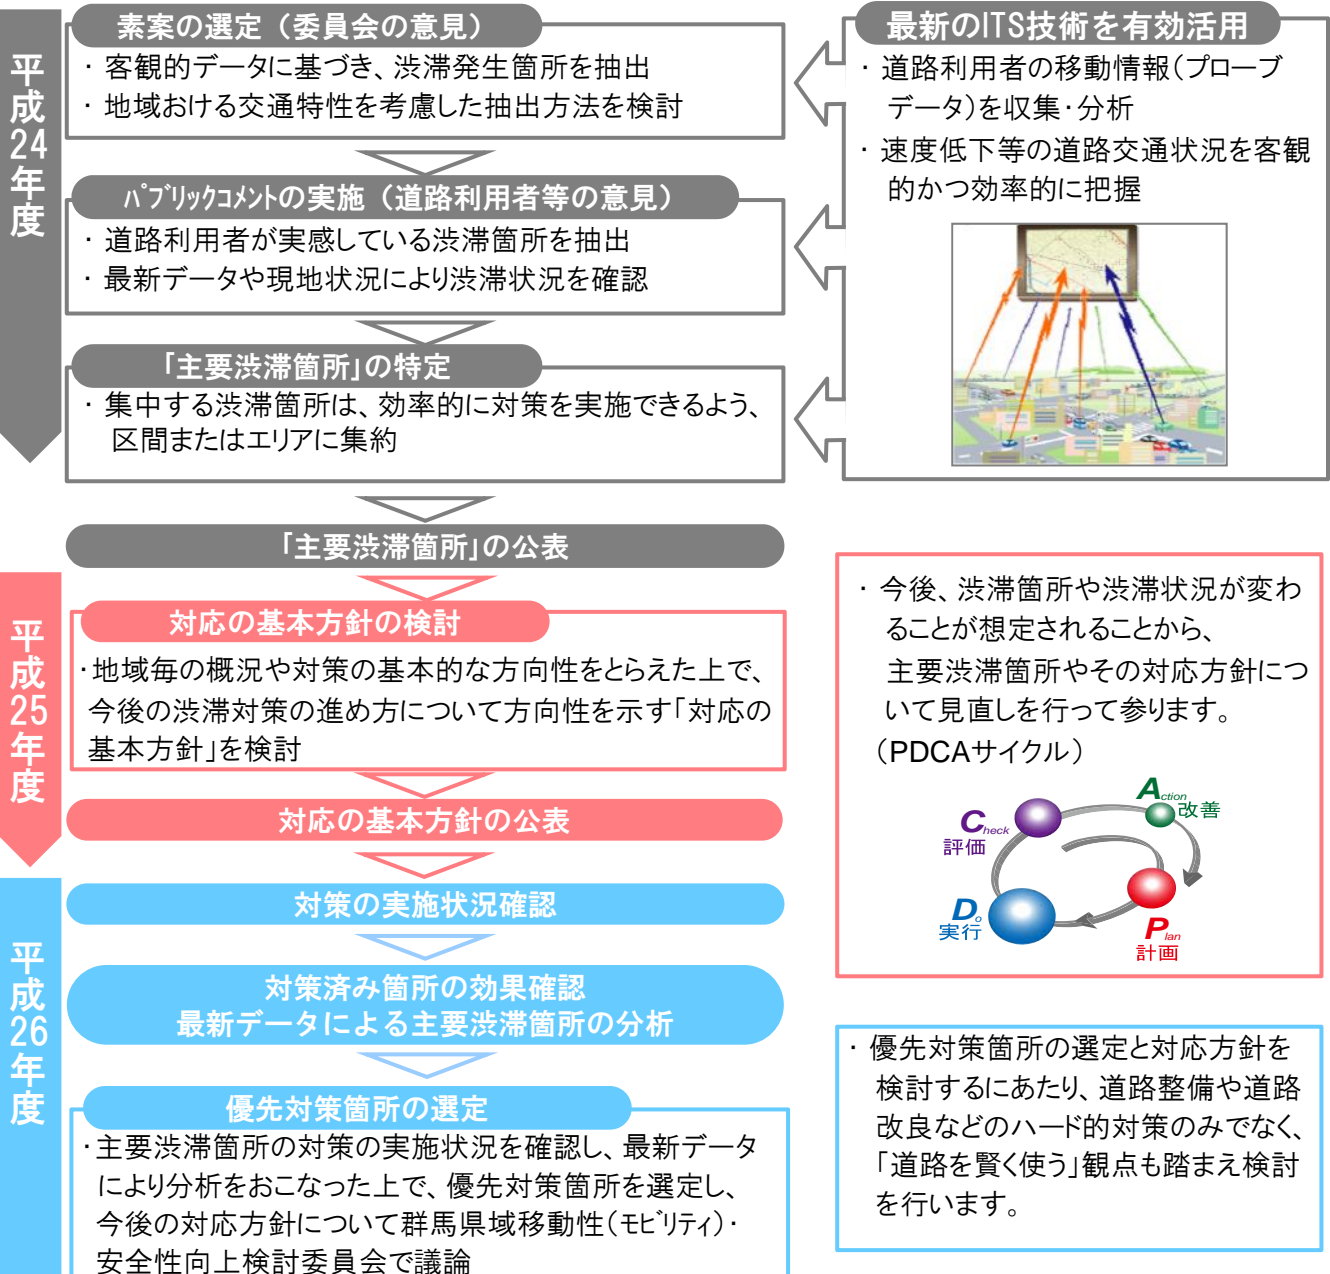 平成24年度
素案の選定（委員会の意見）
・客観的データに基づき、渋滞発生箇所を抽出
・地域おける交通特性を考慮した抽出方法を検討
ﾊﾟﾌﾞﾘｯｸｺﾒﾝﾄの実施（道路利用者等の意見）
・道路利用者が実感している渋滞箇所を抽出
・最新データや現地状況により渋滞状況を確認
「主要渋滞箇所」の特定
・集中する渋滞箇所は、効率的に対策を実施できるよう、
区間またはエリアに集約
「主要渋滞箇所」の公表
最新のITS技術を有効活用
・道路利用者の移動情報（プローブ
データ）を収集・分析
・速度低下等の道路交通状況を客観
的かつ効率的に把握
平成25年度
対応の基本方針の検討
・地域毎の概況や対策の基本的な方向性をとらえた上で、
今後の渋滞対策の進め方について方向性を示す「対応の
基本方針」を検討
対応の基本方針の公表
・今後、渋滞箇所や渋滞状況が変わ
ることが想定されることから、
主要渋滞箇所やその対応方針につ
いて見直しを行って参ります。
（PDCAサイクル）
Action
改善
Check
評価
Do
実行
Plan
計画
平成26年度
対策の実施状況確認
対策済み箇所の効果確認
最新データによる主要渋滞箇所の分析
優先対策箇所の選定
・主要渋滞箇所の対策の実施状況を確認し、最新データ
により分析をおこなった上で、優先対策箇所を選定し、
今後の対応方針について群馬県域移動性（ﾓﾋﾞﾘﾃｨ）・
安全性向上検討委員会で議論
・優先対策箇所の選定と対応方針を
検討するにあたり、道路整備や道路
改良などのハード的対策のみでなく、
「道路を賢く使う」観点も踏まえ検討
を行います。